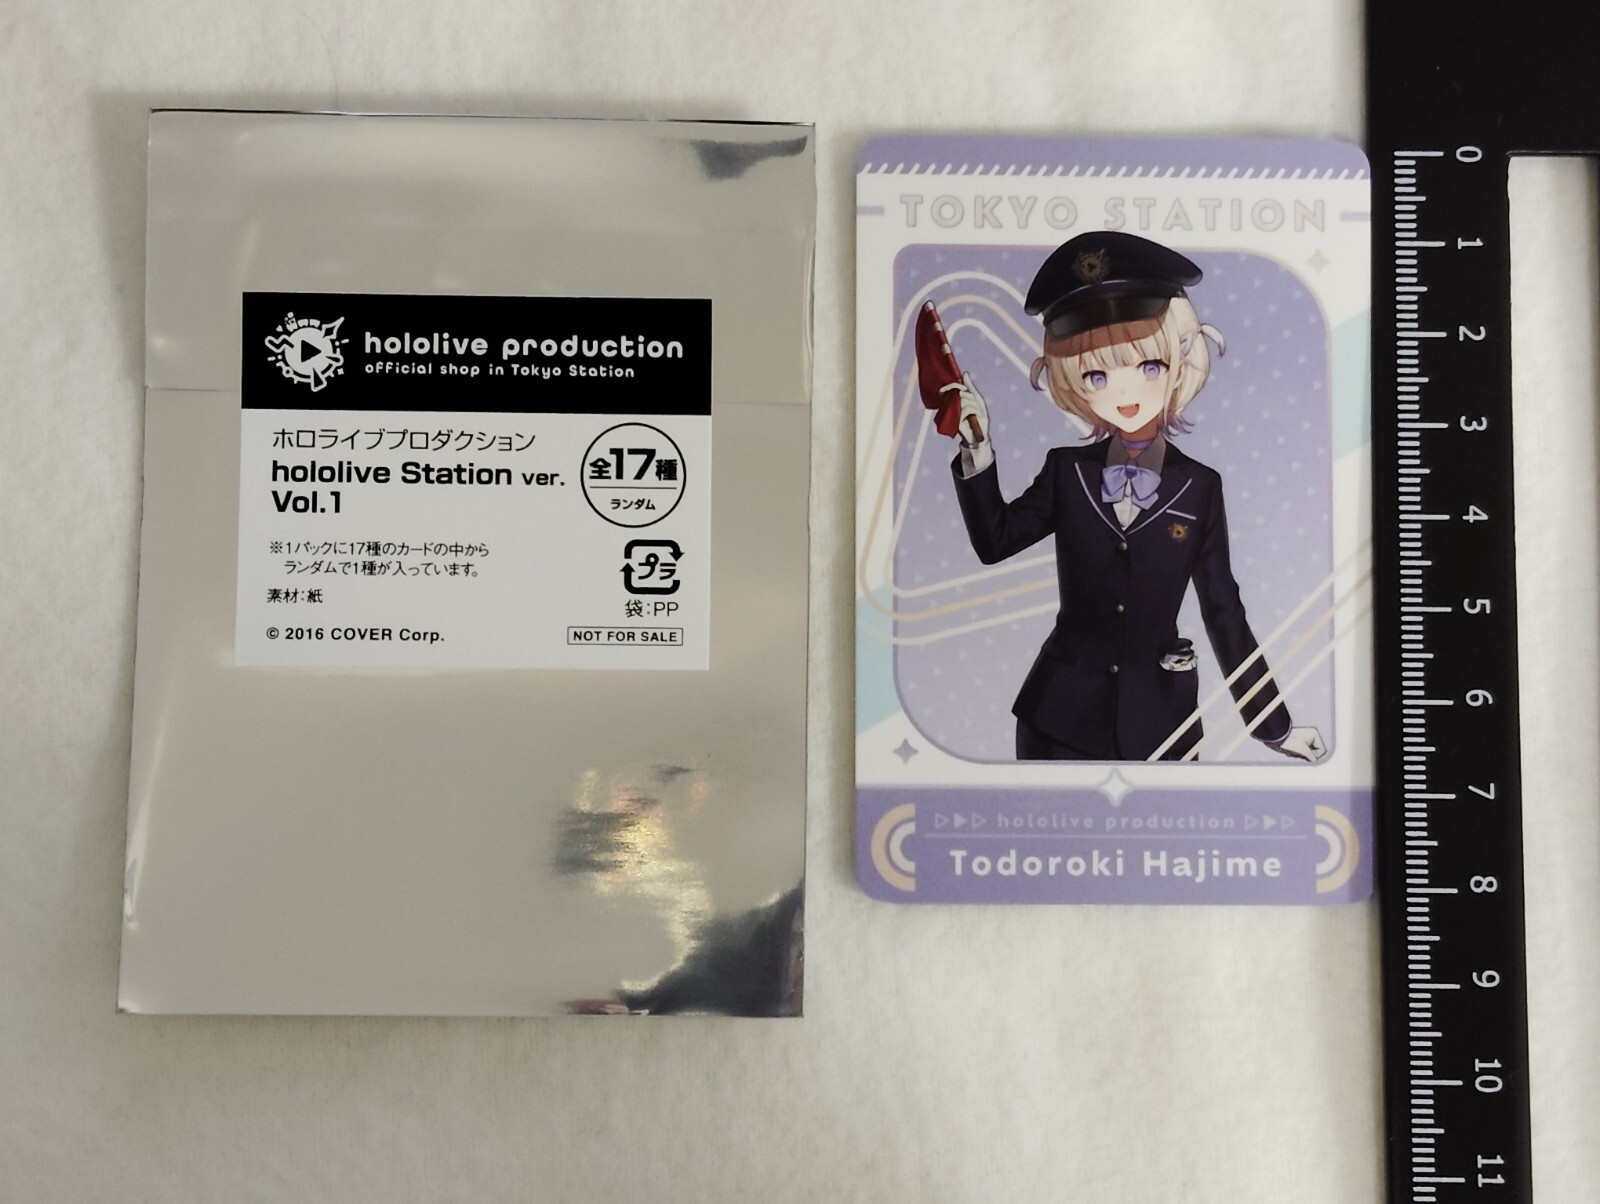 hololive production
official shop in Tokyo Station
ホロライブプロダクション
hololive Station ver.
Vol.1
全17種
ランダム
※1パックに17種のカードの中から
ランダムで1種が入っています。
素材:紙
プラ
袋:PP
© 2016 COVER Corp.
NOT FOR SALE
TOKYO STATION
hololive production
Todoroki Hajime
0
1
2
3
4
5
6
7
8
9
10
11